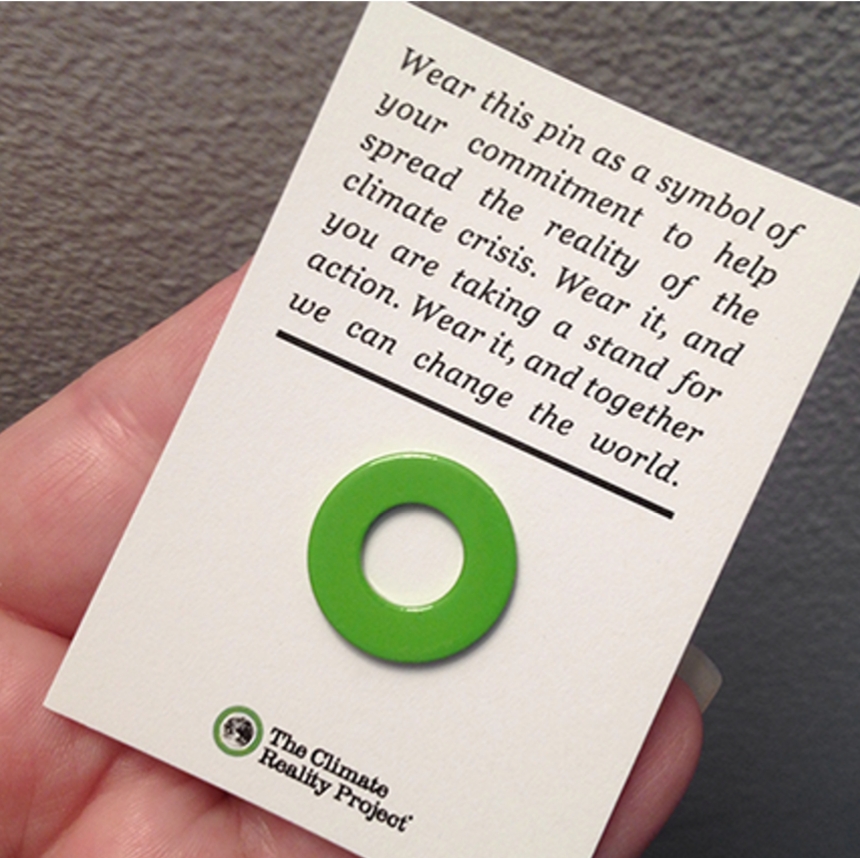 Wear this pin as a symbol of
your commitment to help
spread the reality of the
climate crisis. Wear it, and
you are taking a stand for
action. Wear it, and together
we can change the world.
The Climate
Reality Project